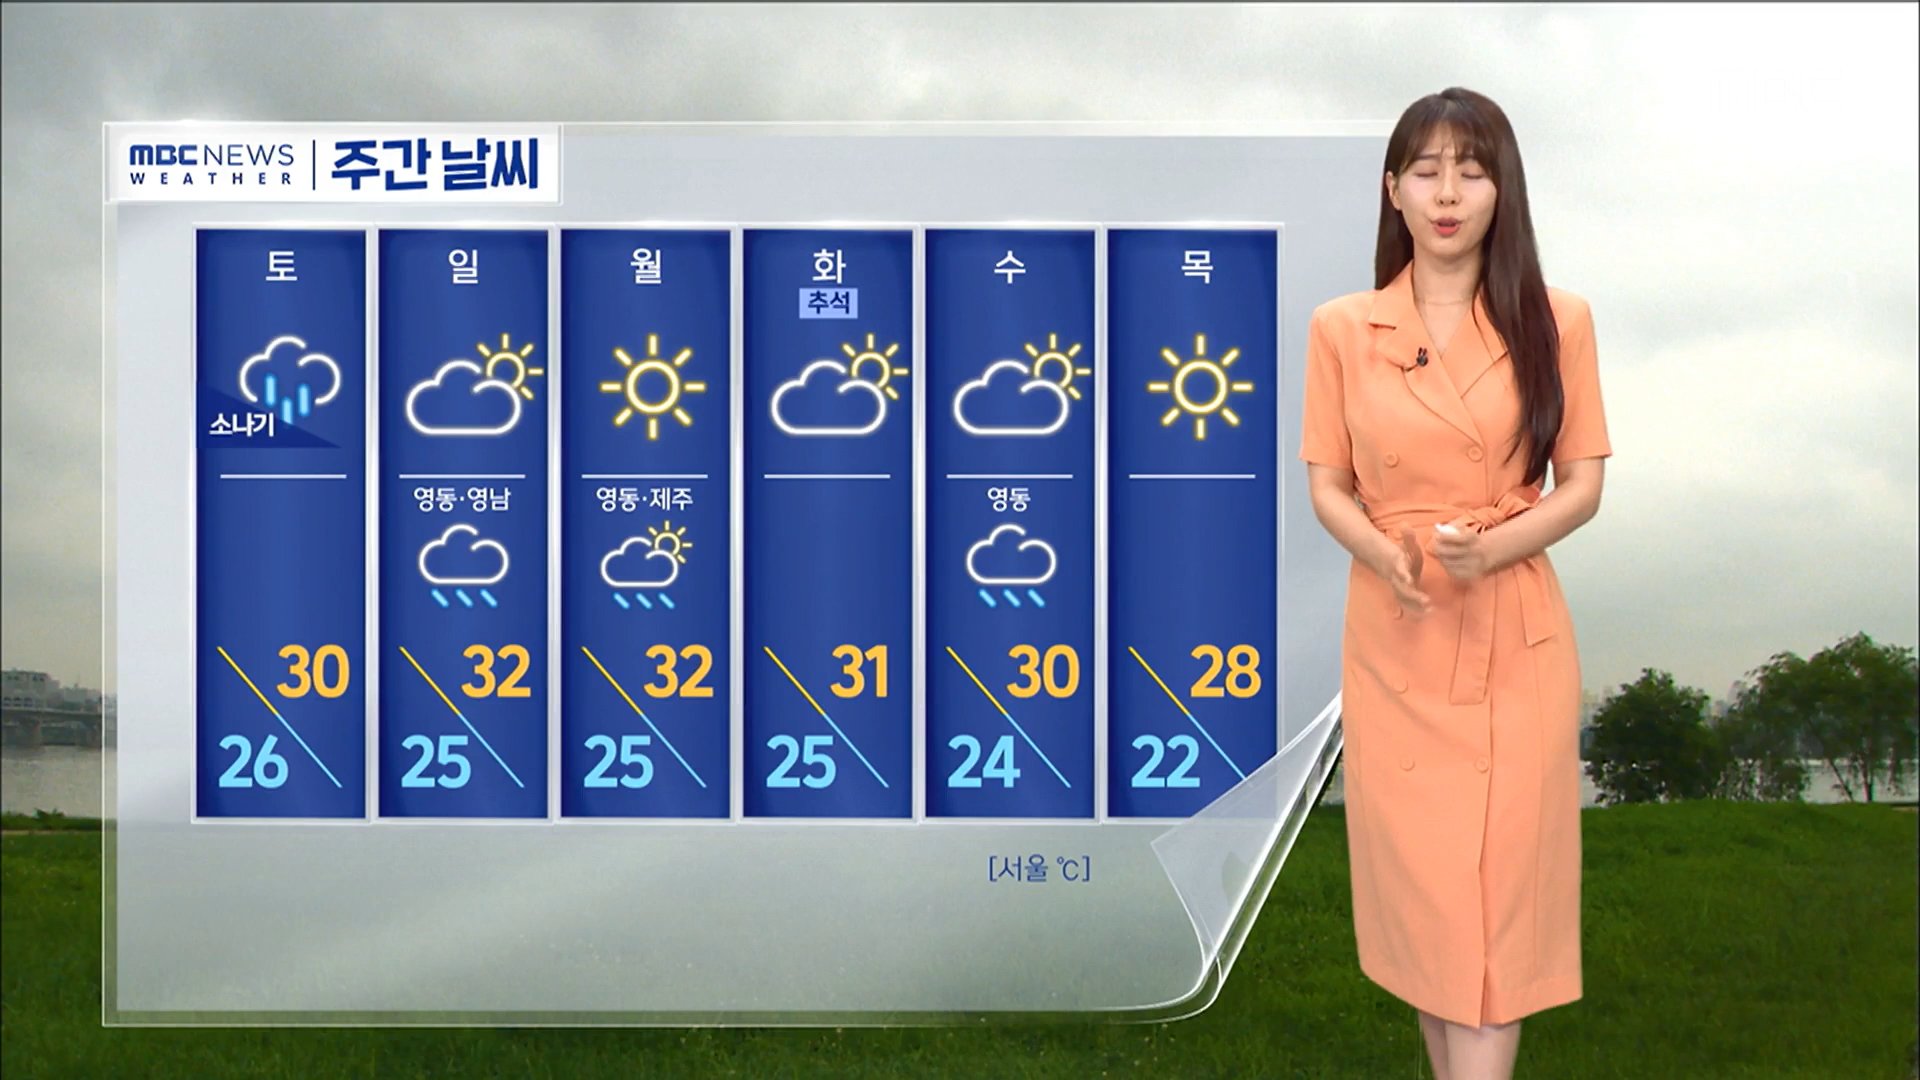 MBC NEWS
WEATHER
주간 날씨
토 일 월 화 수 목
추석
소나기
영동·영남 영동·제주 영동
30 32 32 31 30 28
26 25 25 25 24 22
[서울 ℃]